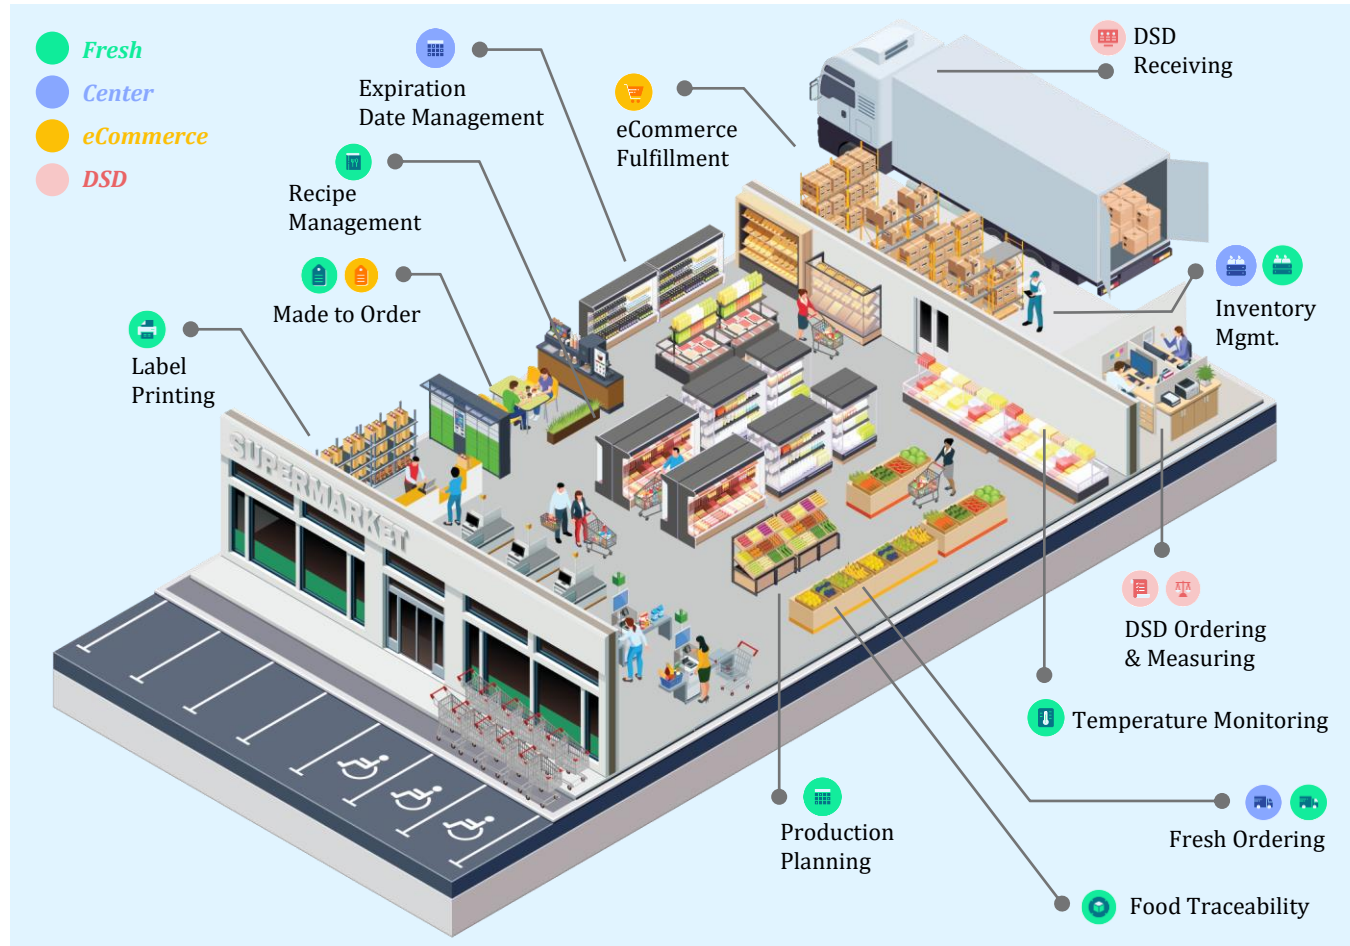 Fresh
Center
eCommerce
DSD
Expiration
Date Management
eCommerce
Fulfillment
DSD
Receiving
Recipe
Management
Made to Order
Inventory
Mgmt.
Label
Printing
SUPERMARKET
DSD Ordering
& Measuring
Temperature Monitoring
Production
Planning
Fresh Ordering
Food Traceability